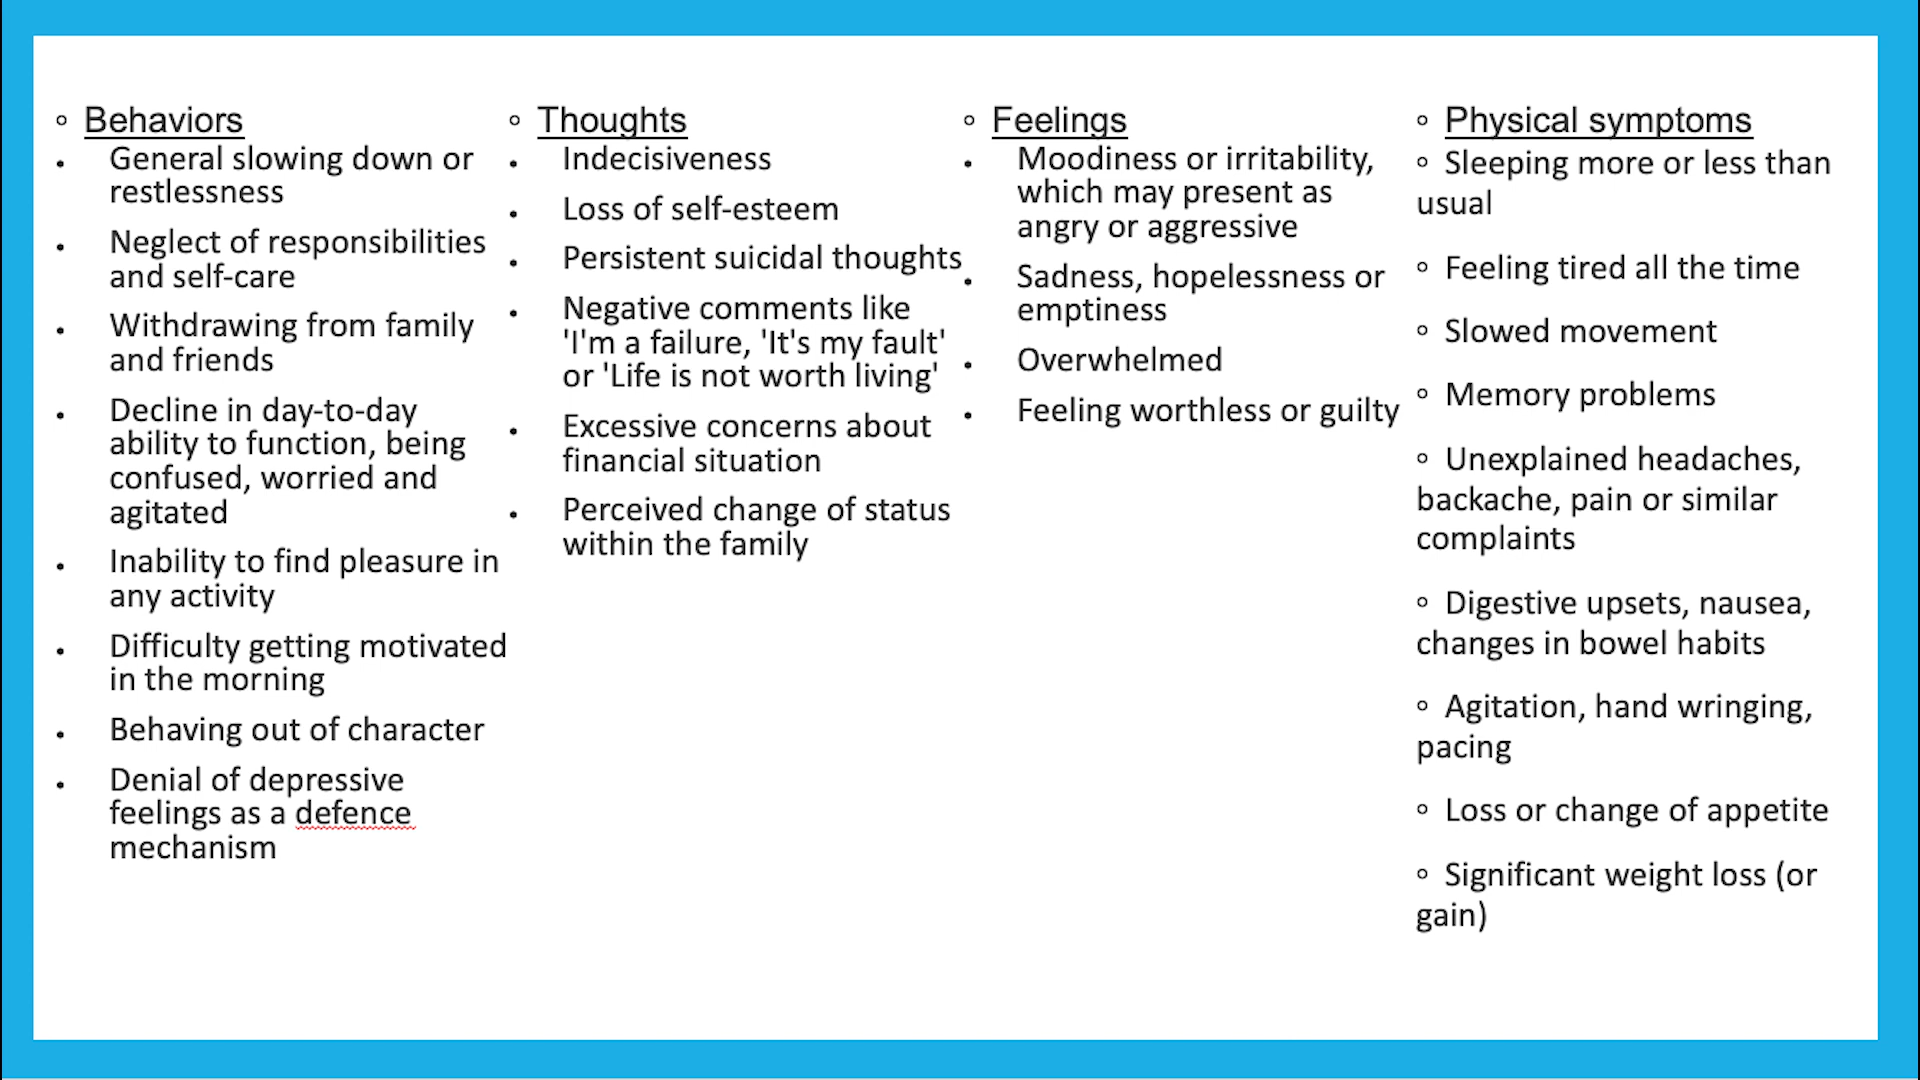 ◦ Behaviors
• General slowing down or
restlessness
• Neglect of responsibilities
and self-care
• Withdrawing from family
and friends
• Decline in day-to-day
ability to function, being
confused, worried and
agitated
• Inability to find pleasure in
any activity
• Difficulty getting motivated
in the morning
• Behaving out of character
• Denial of depressive
feelings as a defence
mechanism
◦ Thoughts
• Indecisiveness
• Loss of self-esteem
• Persistent suicidal thoughts
• Negative comments like
'I'm a failure, 'It's my fault'
or 'Life is not worth living'
• Excessive concerns about
financial situation
• Perceived change of status
within the family
◦ Feelings
• Moodiness or irritability,
which may present as
angry or aggressive
• Sadness, hopelessness or
emptiness
• Overwhelmed
• Feeling worthless or guilty
◦ Physical symptoms
◦ Sleeping more or less than
usual
◦ Feeling tired all the time
◦ Slowed movement
◦ Memory problems
◦ Unexplained headaches,
backache, pain or similar
complaints
◦ Digestive upsets, nausea,
changes in bowel habits
◦ Agitation, hand wringing,
pacing
◦ Loss or change of appetite
◦ Significant weight loss (or
gain)